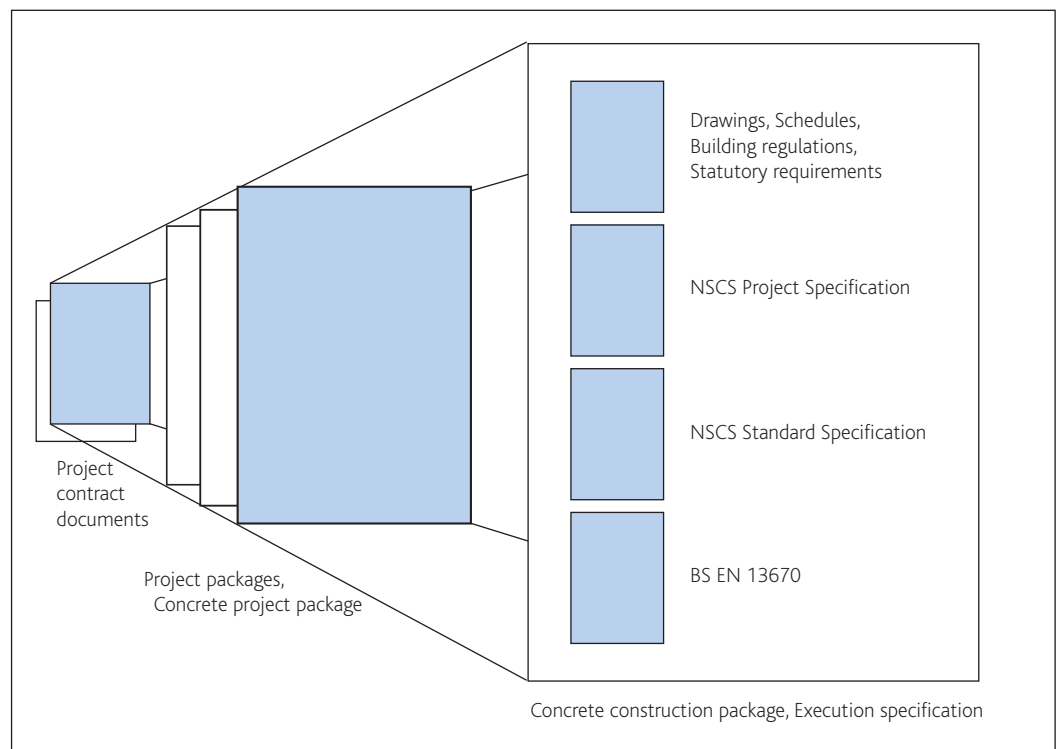 Drawings, Schedules,
Building regulations,
Statutory requirements
NSCS Project Specification
NSCS Standard Specification
BS EN 13670
Project
contract
documents
Project packages,
Concrete project package
Concrete construction package, Execution specification